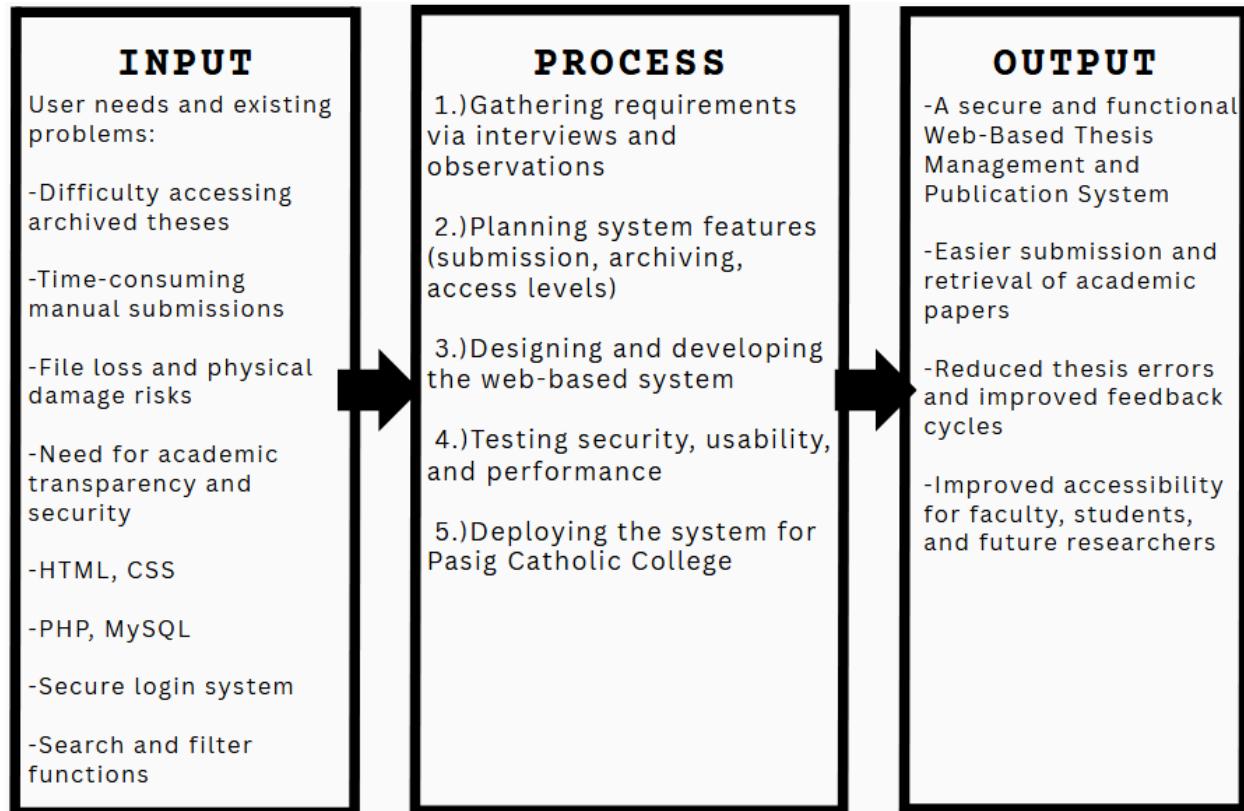 INPUT
User needs and existing
problems:
-Difficulty accessing
archived theses
-Time-consuming
manual submissions
-File loss and physical
damage risks
-Need for academic
transparency and
security
-HTML, CSS
-PHP, MySQL
-Secure login system
-Search and filter
functions
PROCESS
1.)Gathering requirements
via interviews and
observations
2.)Planning system features
(submission, archiving,
access levels)
3.)Designing and developing
the web-based system
4.)Testing security, usability,
and performance
5.)Deploying the system for
Pasig Catholic College
OUTPUT
-A secure and functional
Web-Based Thesis
Management and
Publication System
-Easier submission and
retrieval of academic
papers
-Reduced thesis errors
and improved feedback
cycles
-Improved accessibility
for faculty, students,
and future researchers